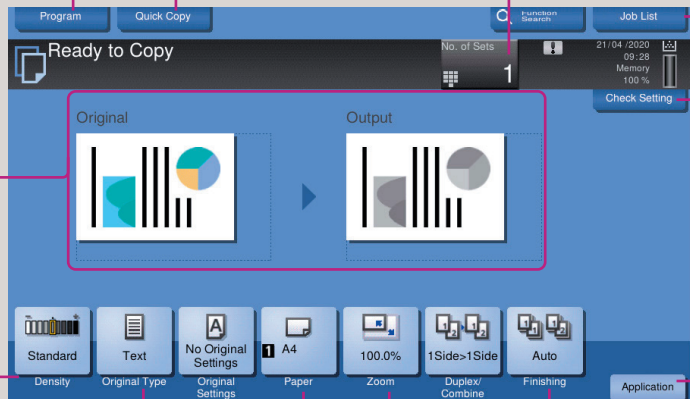 Program
Quick Copy
Function
Search
Job List
Ready to Copy
No. of Sets
1
21/04 /2020
09:28
Memory
100 %
Check Setting
Original
Output
Standard
Text
No Original
Settings
1 A4
100.0%
1Side>1Side
Auto
Density
Original Type
Original
Settings
Paper
Zoom
Duplex/
Combine
Finishing
Application